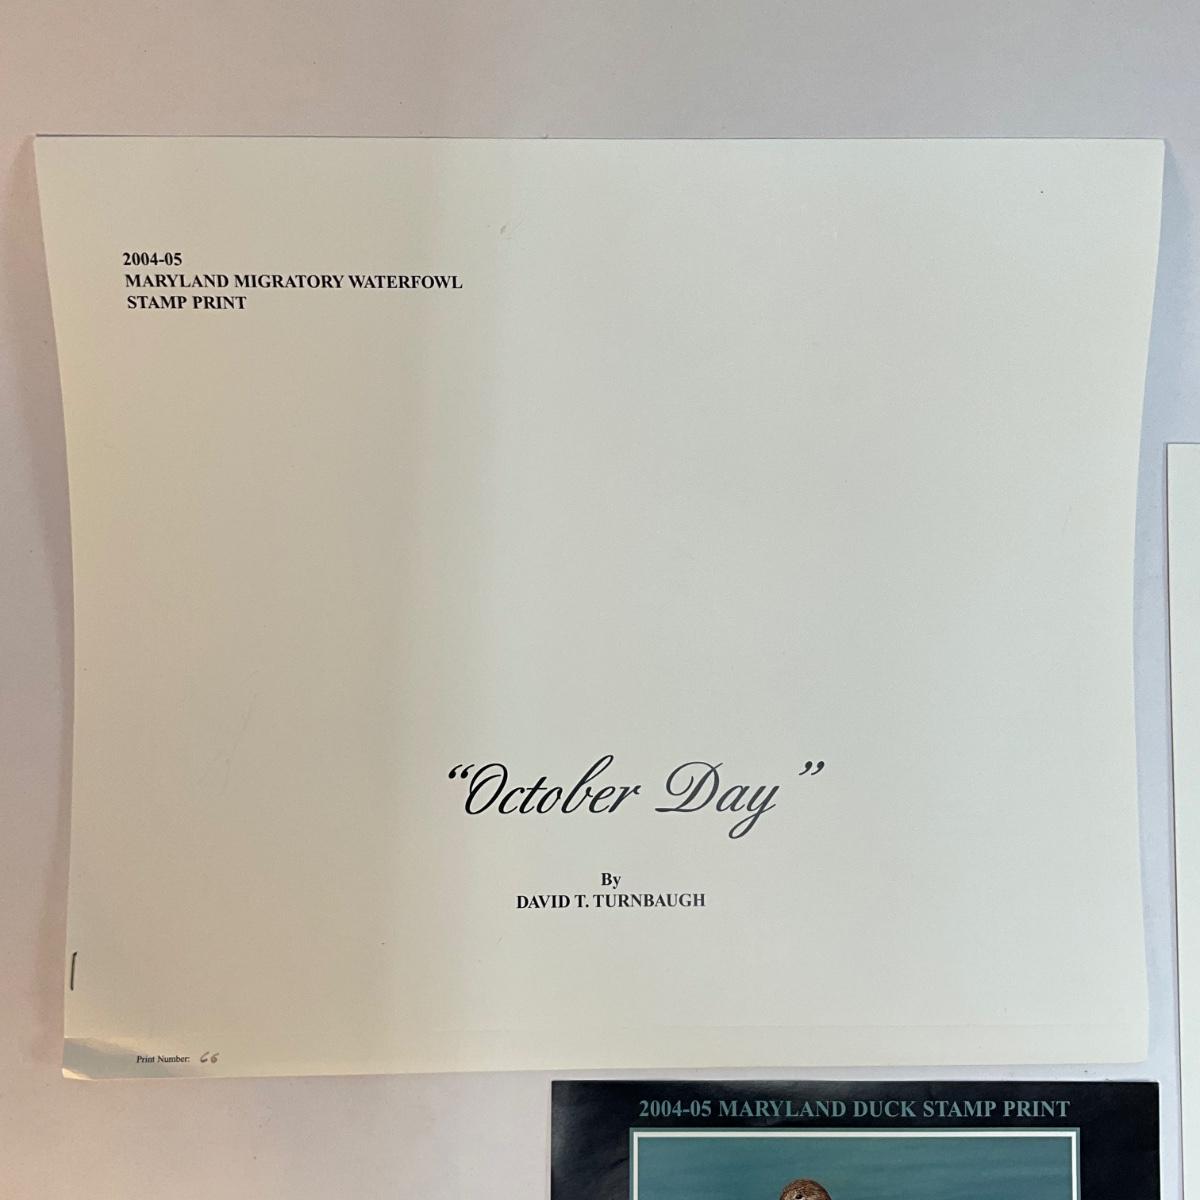 2004-05
MARYLAND MIGRATORY WATERFOWL
STAMP PRINT
“October Day”
By
DAVID T. TURNBAUGH
Print Number: 66
2004-05 MARYLAND DUCK STAMP PRINT